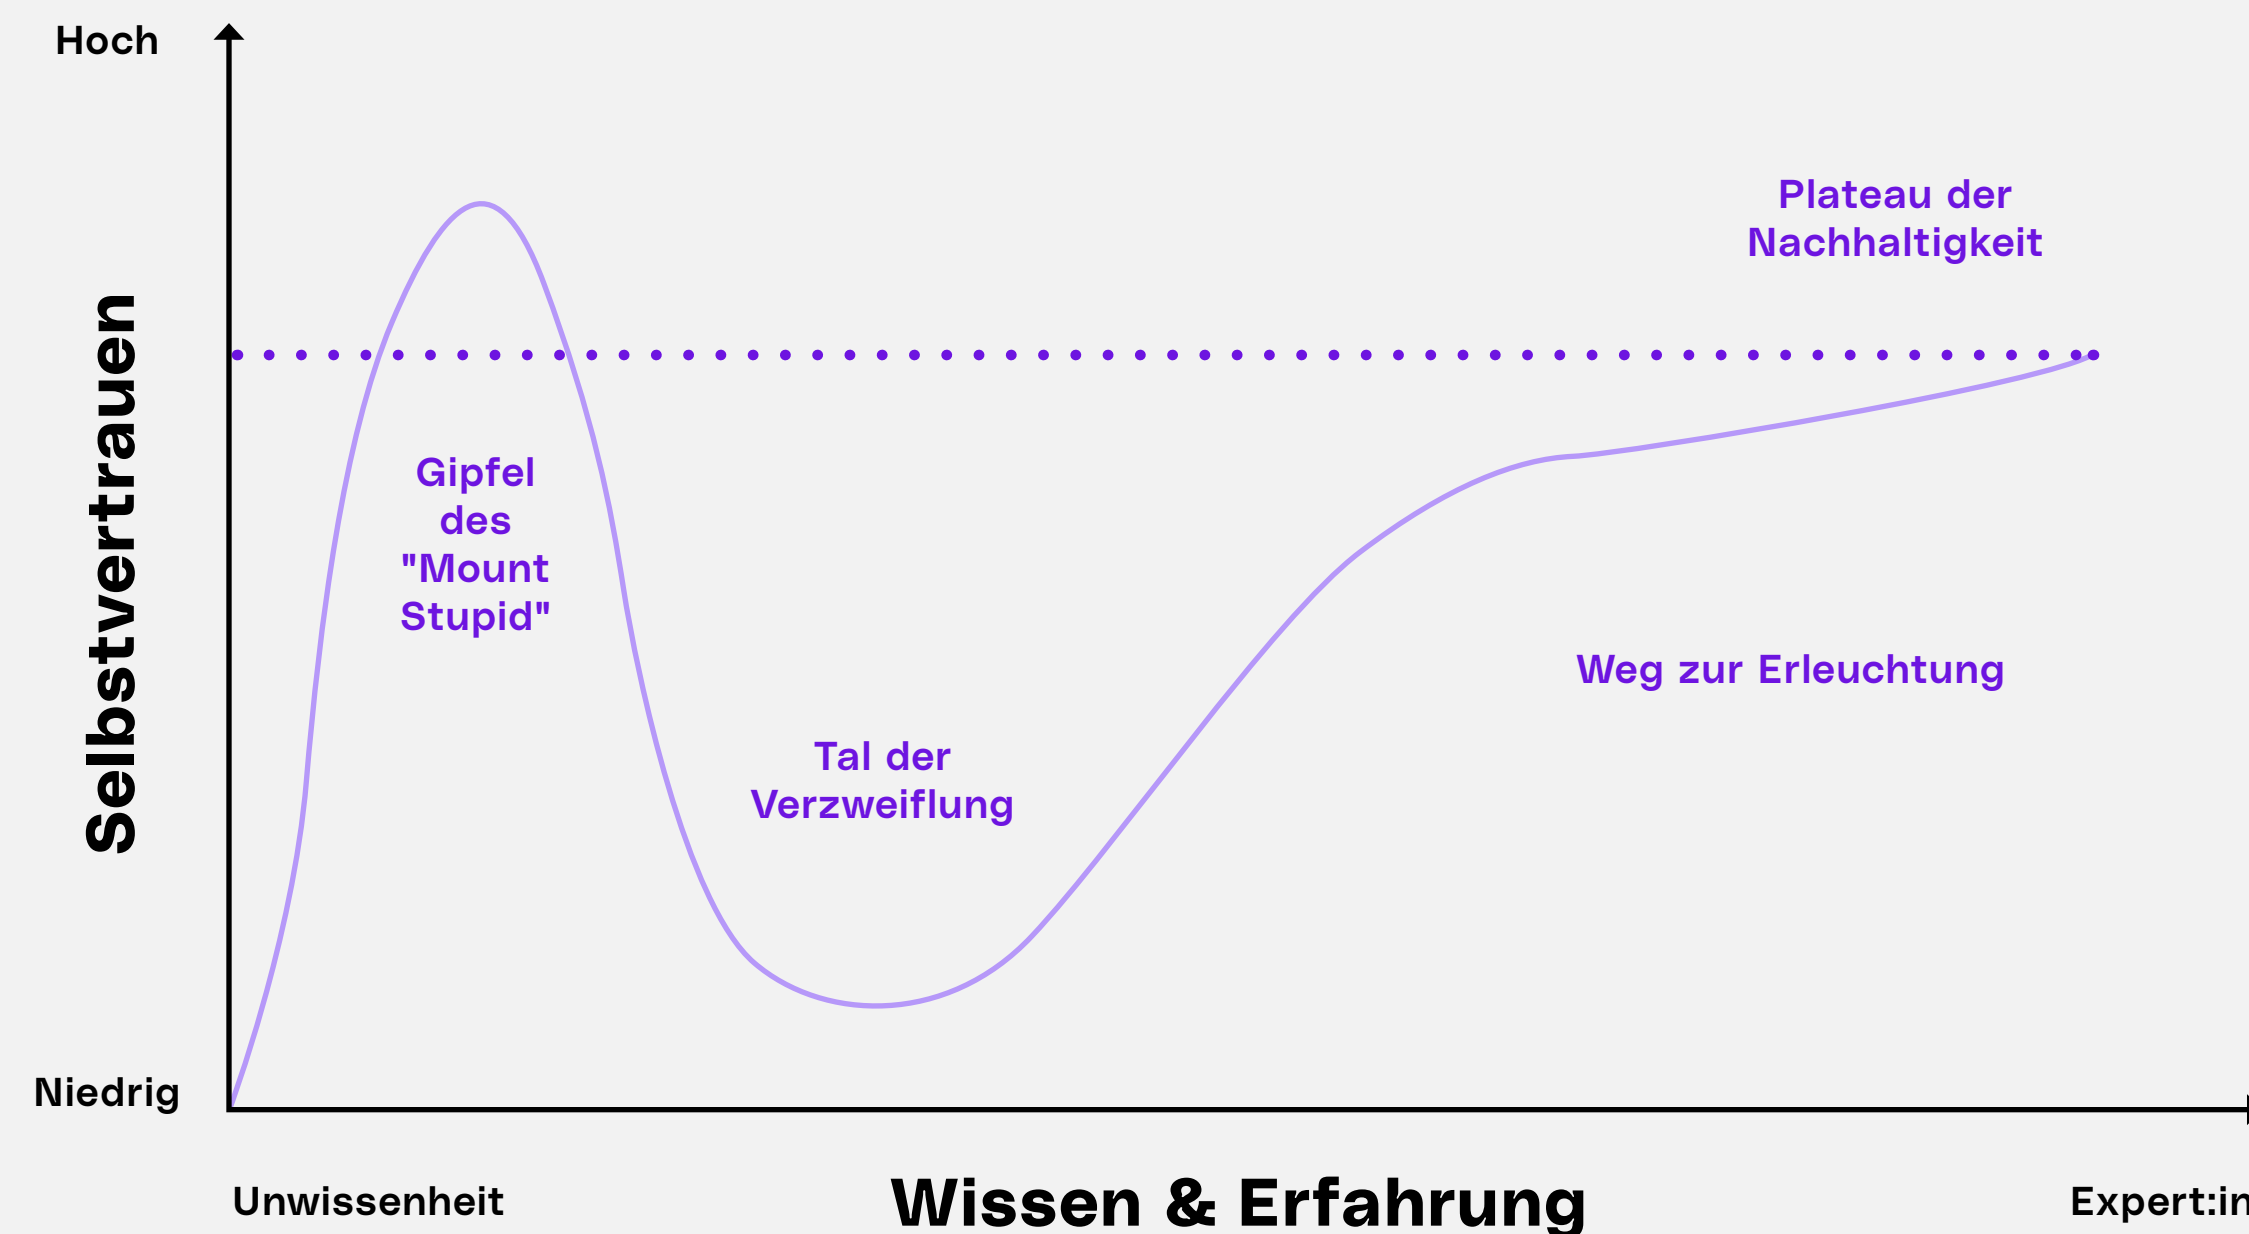 Hoch
Plateau der
Nachhaltigkeit
Selbstvertrauen
Gipfel
des
"Mount
Stupid"
Weg zur Erleuchtung
Tal der
Verzweiflung
Niedrig
Unwissenheit
Wissen & Erfahrung
Expert:in